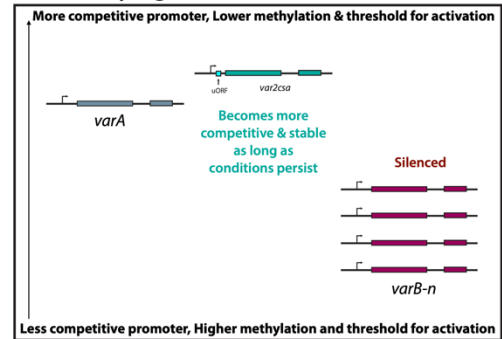 More competitive promoter, Lower methylation & threshold for activation
uORF
var2csa
varA
Becomes more
competitive & stable
as long as
conditions persist
Silenced
varB-n
Less competitive promoter, Higher methylation and threshold for activation